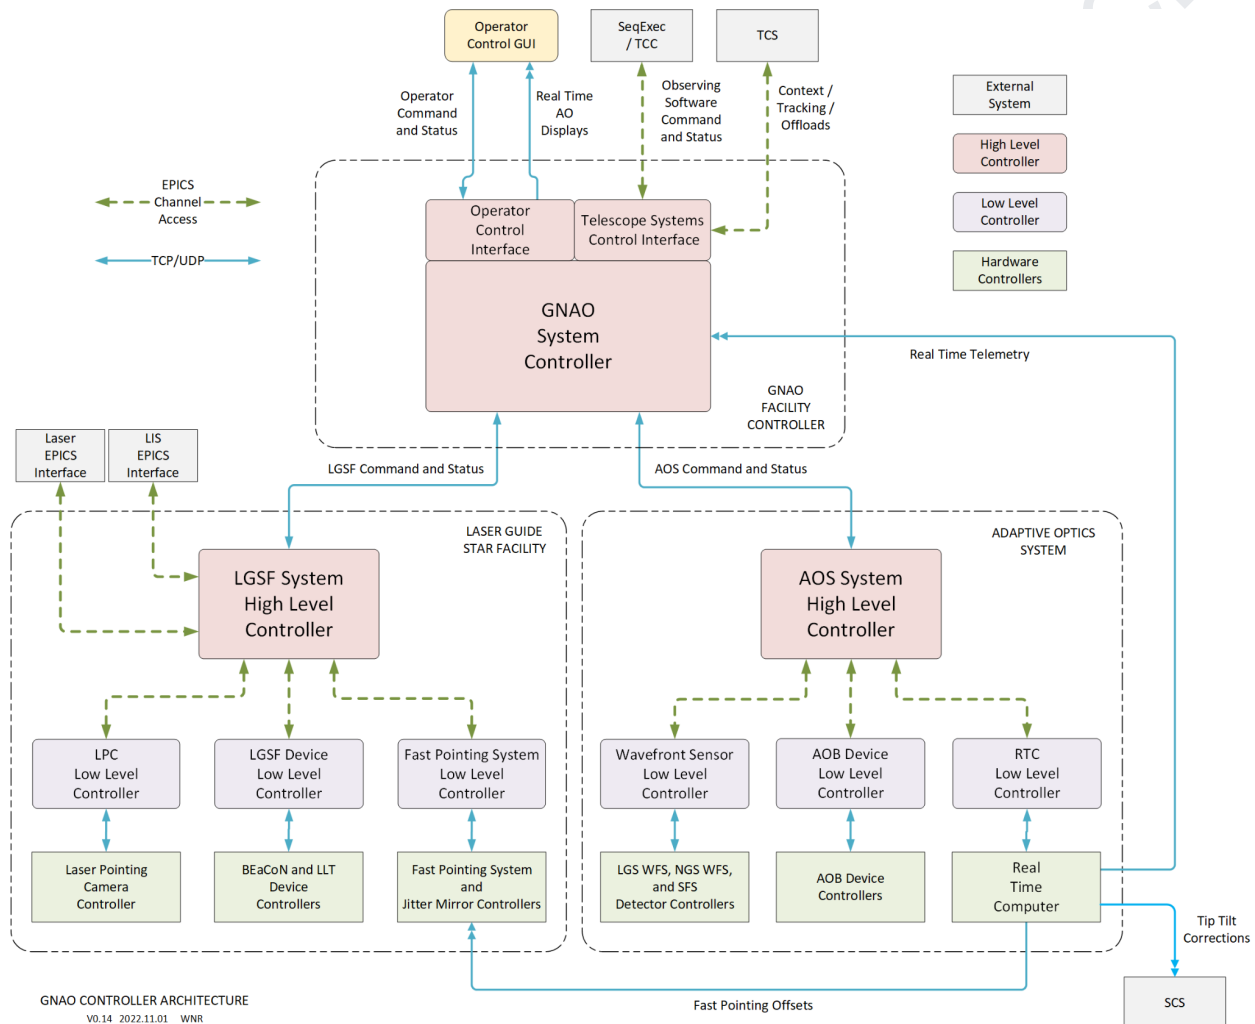 Operator
Control GUI
SeqExec
/ TCC
TCS
Operator
Command
and Status
Real Time
AO
Displays
Observing
Software
Command
and Status
Context /
Tracking /
Offloads
External
System
High Level
Controller
Low Level
Controller
Hardware
Controllers
EPICS
Channel
Access
TCP/UDP
Operator
Control
Interface
Telescope Systems
Control Interface
GNAO
System
Controller
Real Time Telemetry
GNAO
FACILITY
CONTROLLER
Laser
EPICS
Interface
LIS
EPICS
Interface
LGSF Command and Status
AOS Command and Status
LASER GUIDE
STAR FACILITY
ADAPTIVE OPTICS
SYSTEM
LGSF System
High Level
Controller
AOS System
High Level
Controller
LPC
Low Level
Controller
LGSF Device
Low Level
Controller
Fast Pointing System
Low Level
Controller
Wavefront Sensor
Low Level
Controller
AOB Device
Low Level
Controller
RTC
Low Level
Controller
Laser Pointing
Camera
Controller
BEaCoN and LLT
Device
Controllers
Fast Pointing System
and
Jitter Mirror Controllers
LGS WFS, NGS WFS,
and SFS
Detector Controllers
AOB Device
Controllers
Real
Time
Computer
Tip Tilt
Corrections
SCS
Fast Pointing Offsets
GNAO CONTROLLER ARCHITECTURE
V0.14 2022.11.01 WNR